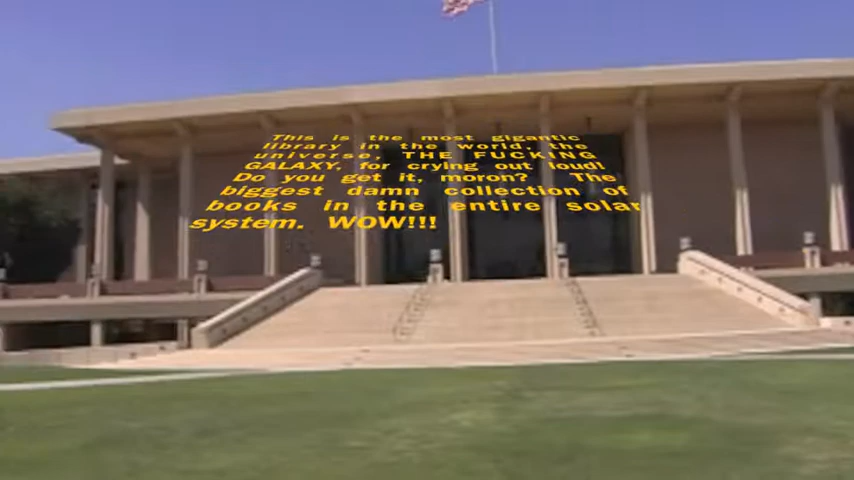 This is the most gigantic
library in the world, the
universe, THE FUCKING
GALAXY, for crying out loud!
Do you get it, moron? The
biggest damn collection of
books in the entire solar
system. WOW!!!